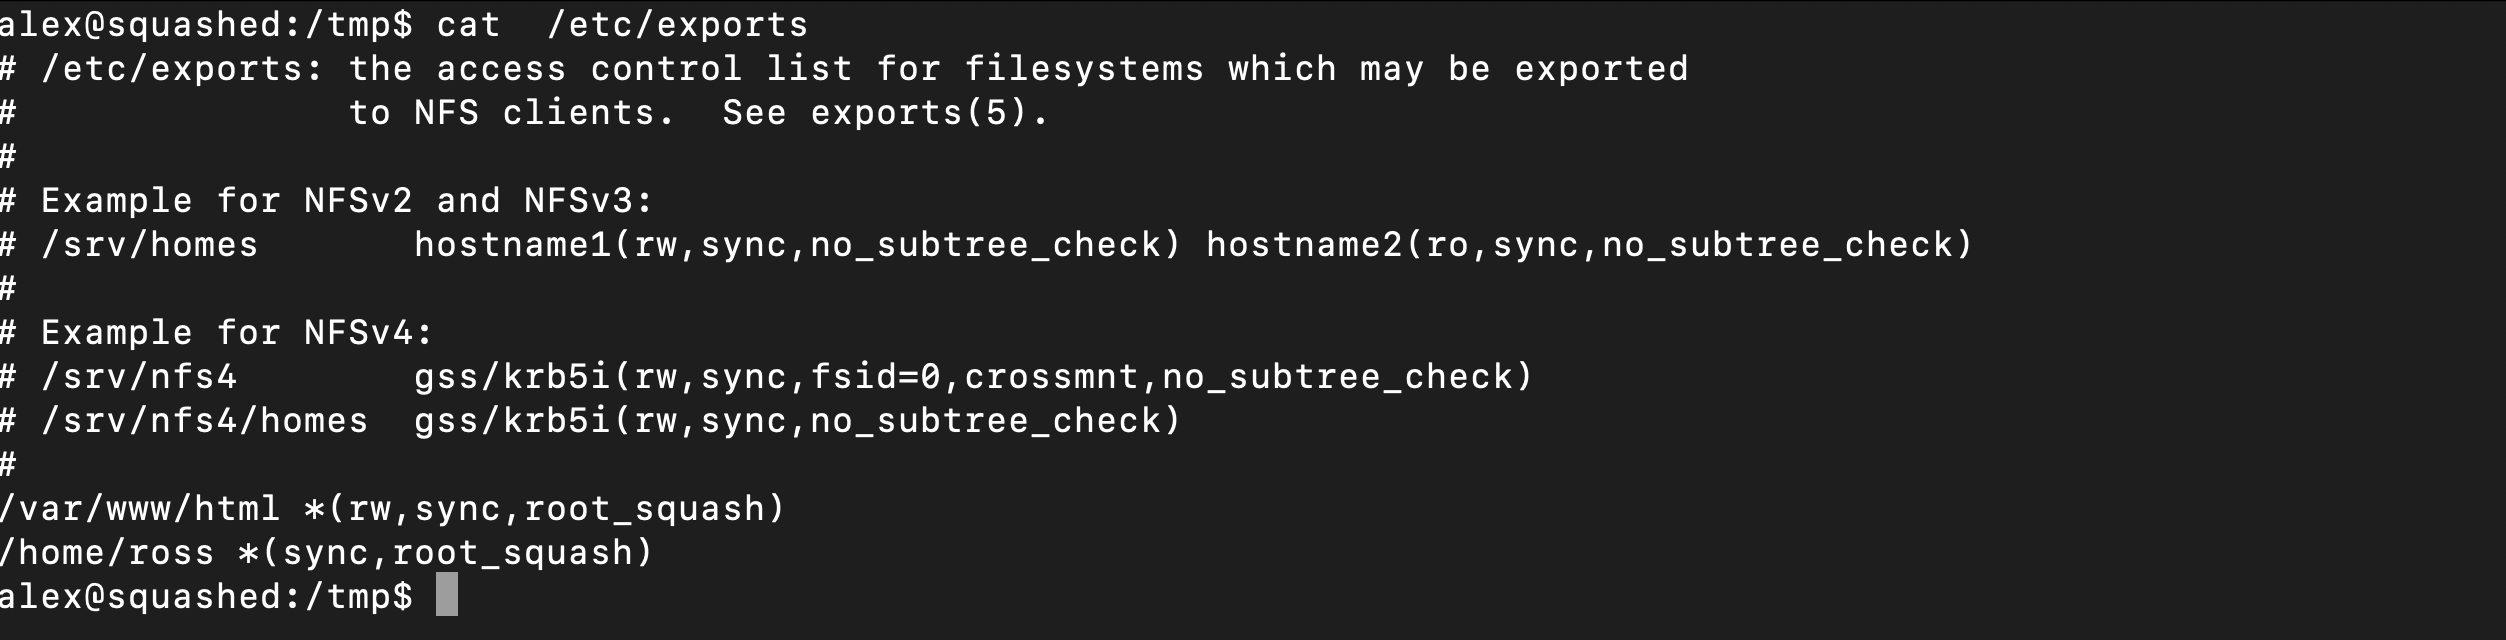 alex@squashed:/tmp$ cat  /etc/exports
# /etc/exports: the access control list for filesystems which may be exported
#               to NFS clients.  See exports(5).
#
# Example for NFSv2 and NFSv3:
# /srv/homes       hostname1(rw,sync,no_subtree_check) hostname2(ro,sync,no_subtree_check)
#
# Example for NFSv4:
# /srv/nfs4        gss/krb5i(rw,sync,fsid=0,crossmnt,no_subtree_check)
# /srv/nfs4/homes  gss/krb5i(rw,sync,no_subtree_check)
#
/var/www/html *(rw,sync,root_squash)
/home/ross *(sync,root_squash)
alex@squashed:/tmp$